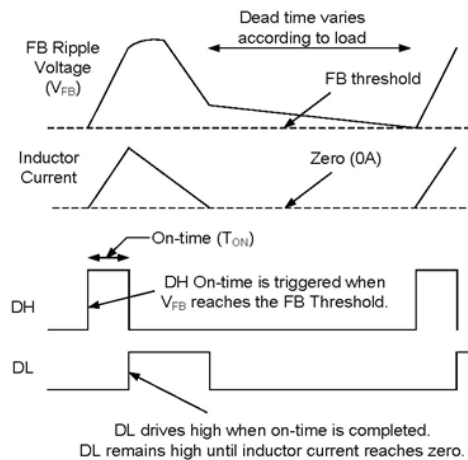 Dead time varies
according to load
FB Ripple
Voltage
(VFB)
FB threshold
Inductor
Current
Zero (0A)
On-time (TON)
DH On-time is triggered when
VFB reaches the FB Threshold.
DH
DL
DL drives high when on-time is completed.
DL remains high until inductor current reaches zero.